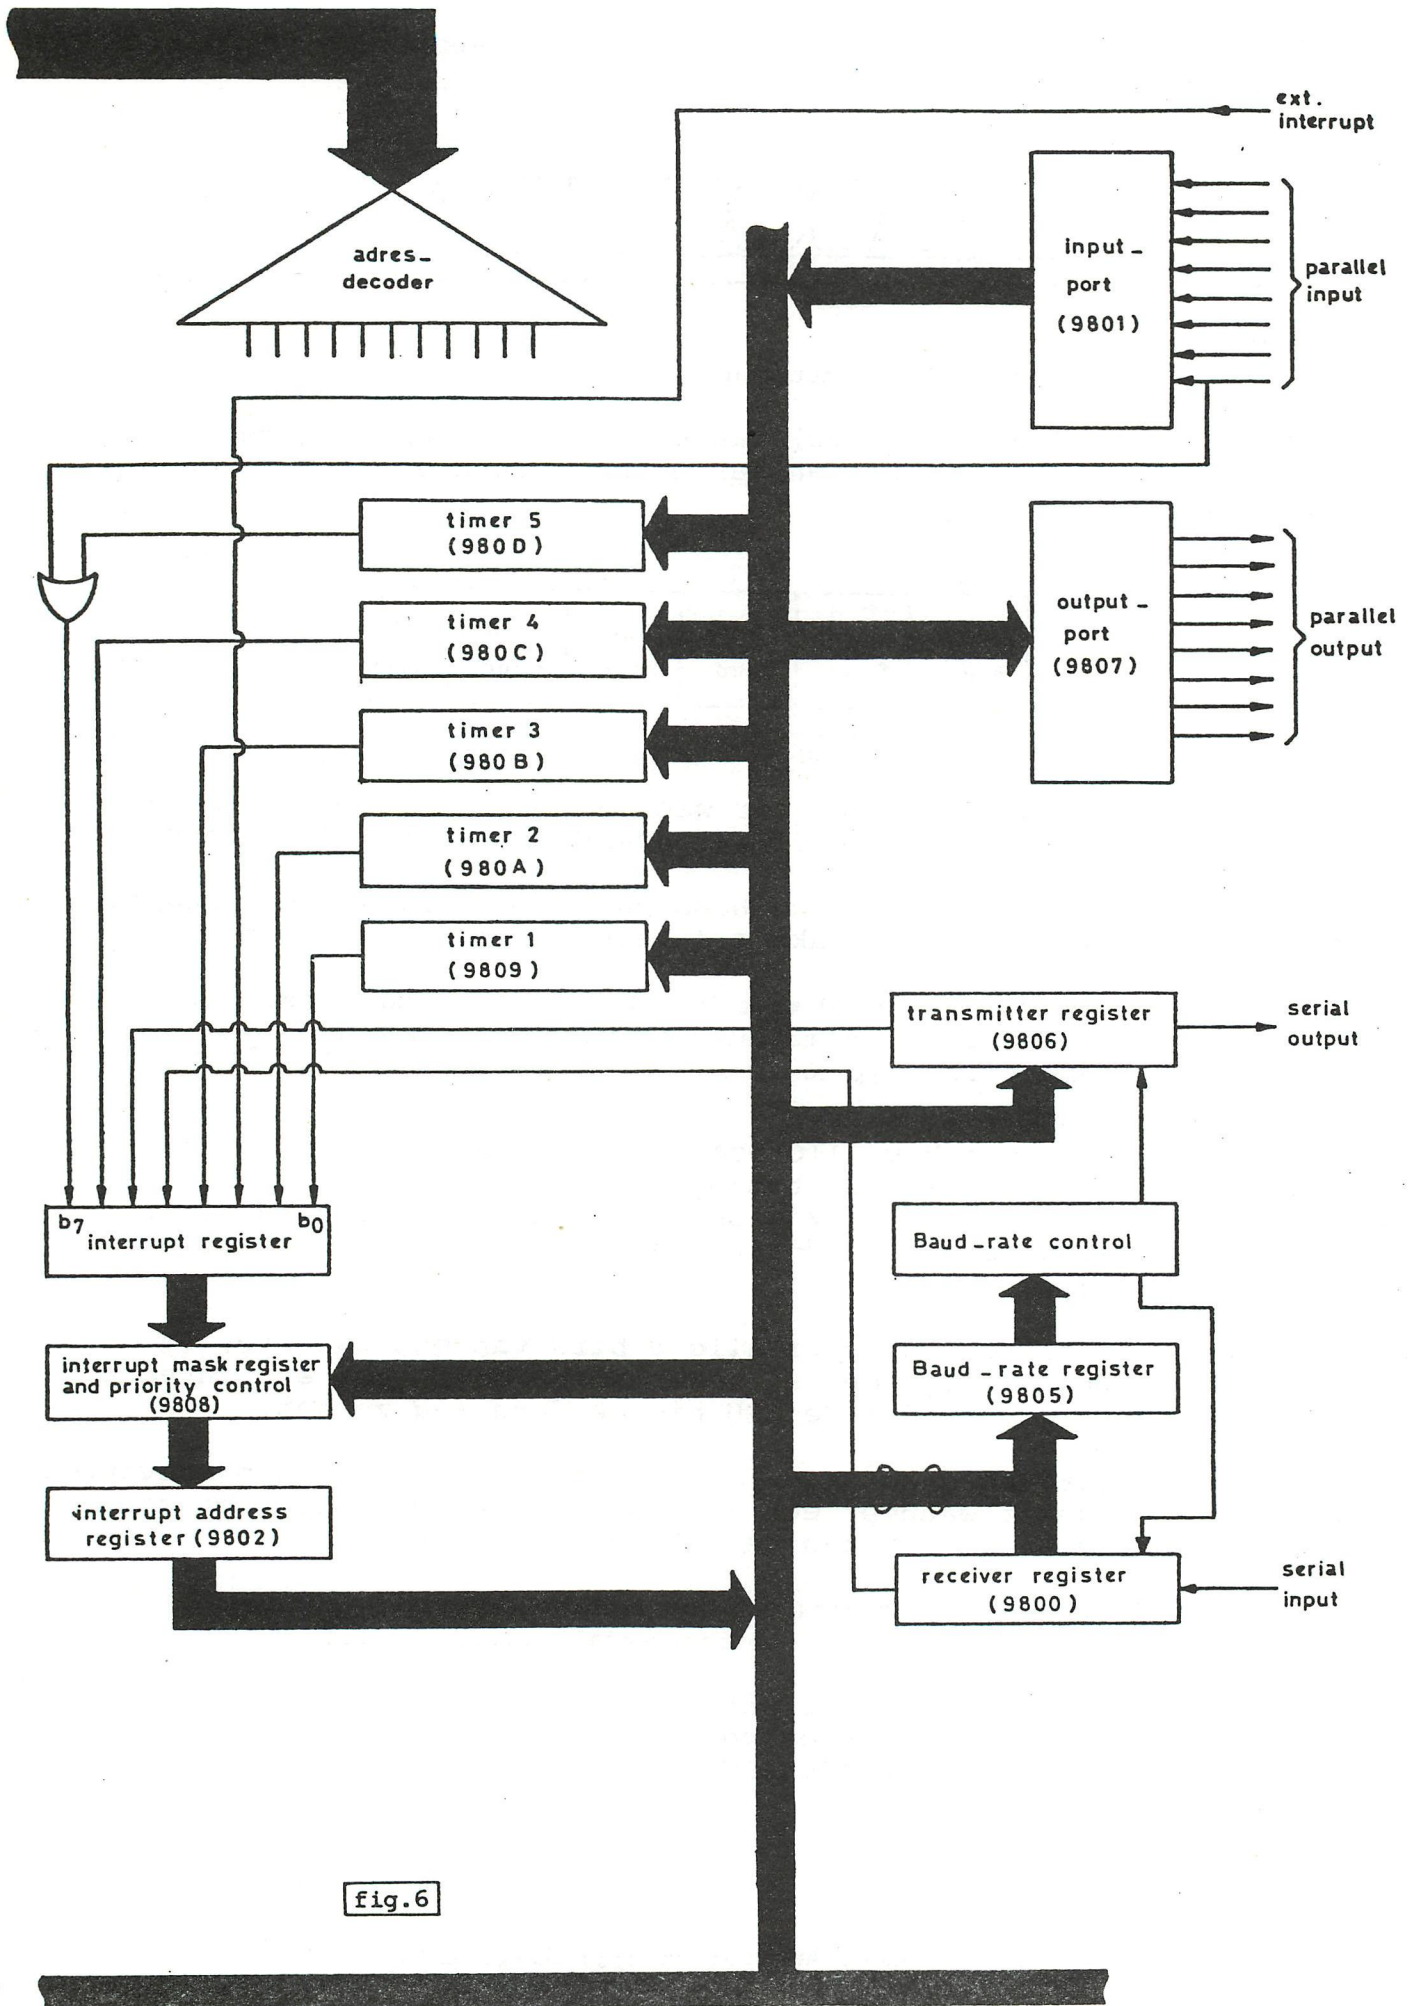 ext.
interrupt
adres_
decoder
input_
port
(9801)
parallel
input
timer 5
(980D)
timer 4
(980C)
timer 3
(980B)
timer 2
(980A)
timer 1
(9809)
output_
port
(9807)
parallel
output
transmitter register
(9806)
serial
output
b7
b0
interrupt register
Baud_rate control
interrupt mask register
and priority control
(9808)
Baud_rate register
(9805)
interrupt address
register (9802)
receiver register
(9800)
serial
input
fig.6